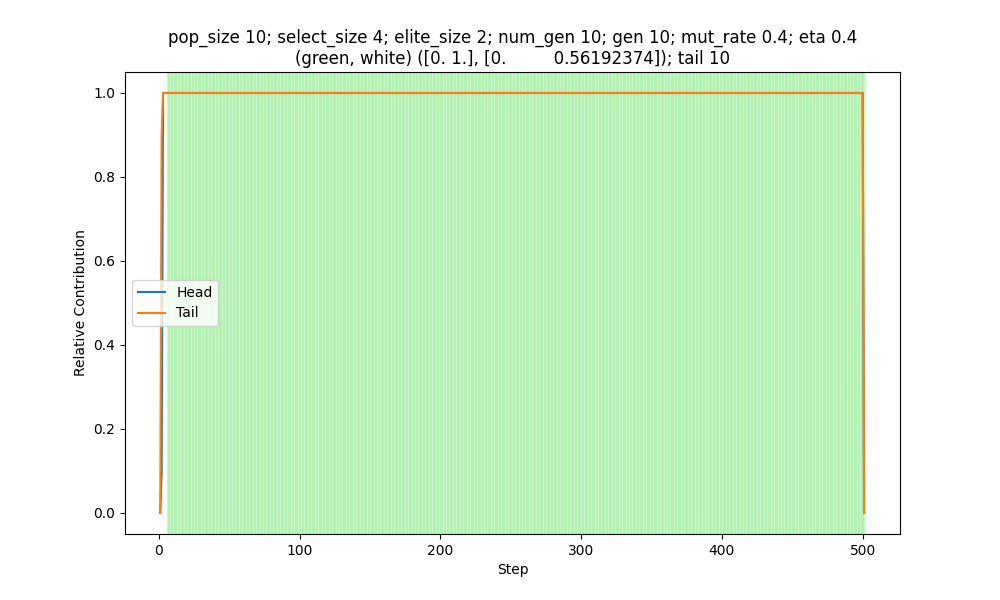 pop_size 10; select_size 4; elite_size 2; num_gen 10; gen 10; mut_rate 0.4; eta 0.4
(green, white) ([0. 1.], [0.         0.56192374]); tail 10
Relative Contribution
1.0
0.8
0.6
0.4
0.2
0.0
Head
Tail
0
100
200
300
400
500
Step